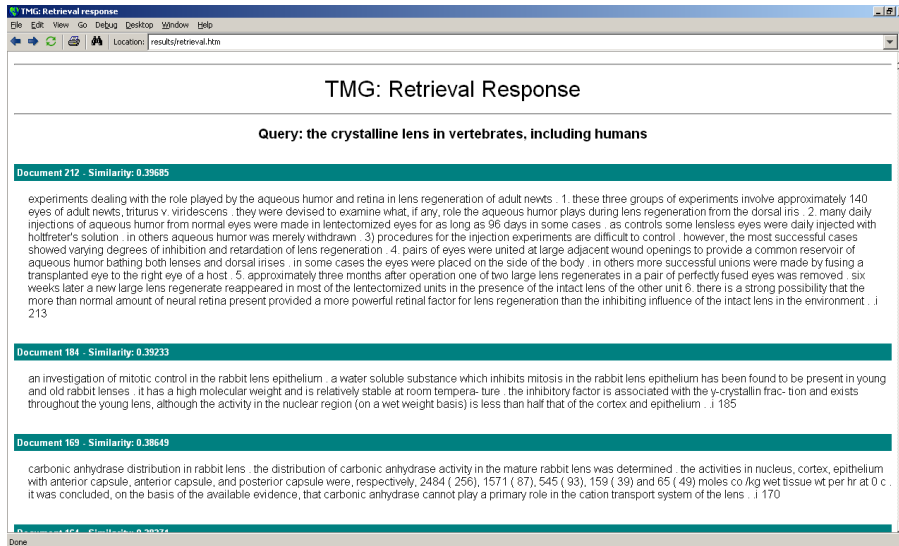 TMG: Retrieval response
File Edit View Go Debug Desktop Window Help
Location: results/retrieval.htm
TMG: Retrieval Response
Query: the crystalline lens in vertebrates, including humans
Document 212 - Similarity: 0.39685
experiments dealing with the role played by the aqueous humor and retina in lens regeneration of adult newts . 1. these three groups of experiments involve approximately 140
eyes of adult newts, triturus v. viridescens . they were devised to examine what, if any, role the aqueous humor plays during lens regeneration from the dorsal iris . 2. many daily
injections of aqueous humor from normal eyes were made in lentectomized eyes for as long as 96 days in some cases . as controls some lensless eyes were daily injected with
holtfreter's solution . in others aqueous humor was merely withdrawn . 3) procedures for the injection experiments are difficult to control . however, the most successful cases
showed varying degrees of inhibition and retardation of lens regeneration . 4. pairs of eyes were united at large adjacent wound openings to provide a common reservoir of
aqueous humor bathing both lenses and dorsal irises . in some cases the eyes were placed on the side of the body . in others more successful unions were made by fusing a
transplanted eye to the right eye of a host . 5. approximately three months after operation one of two large lens regenerates in a pair of perfectly fused eyes was removed . six
weeks later a new large lens regenerate reappeared in most of the lentectomized units in the presence of the intact lens of the other unit 6. there is a strong possibility that the
more than normal amount of neural retina present provided a more powerful retinal factor for lens regeneration than the inhibiting influence of the intact lens in the environment . .i
213
Document 184 - Similarity: 0.39233
an investigation of mitotic control in the rabbit lens epithelium . a water soluble substance which inhibits mitosis in the rabbit lens epithelium has been found to be present in young
and old rabbit lenses . it has a high molecular weight and is relatively stable at room tempera- ture . the inhibitory factor is associated with the y-crystallin frac- tion and exists
throughout the young lens, although the activity in the nuclear region (on a wet weight basis) is less than half that of the cortex and epithelium . .i 185
Document 169 - Similarity: 0.38649
carbonic anhydrase distribution in rabbit lens . the distribution of carbonic anhydrase activity in the mature rabbit lens was determined . the activities in nucleus, cortex, epithelium
with anterior capsule, anterior capsule, and posterior capsule were, respectively, 2484 ( 256), 1571 ( 87), 545 ( 93), 159 ( 39) and 65 ( 49) moles co /kg wet tissue wt per hr at 0 c .
it was concluded, on the basis of the available evidence, that carbonic anhydrase cannot play a primary role in the cation transport system of the lens . .i 170
Done